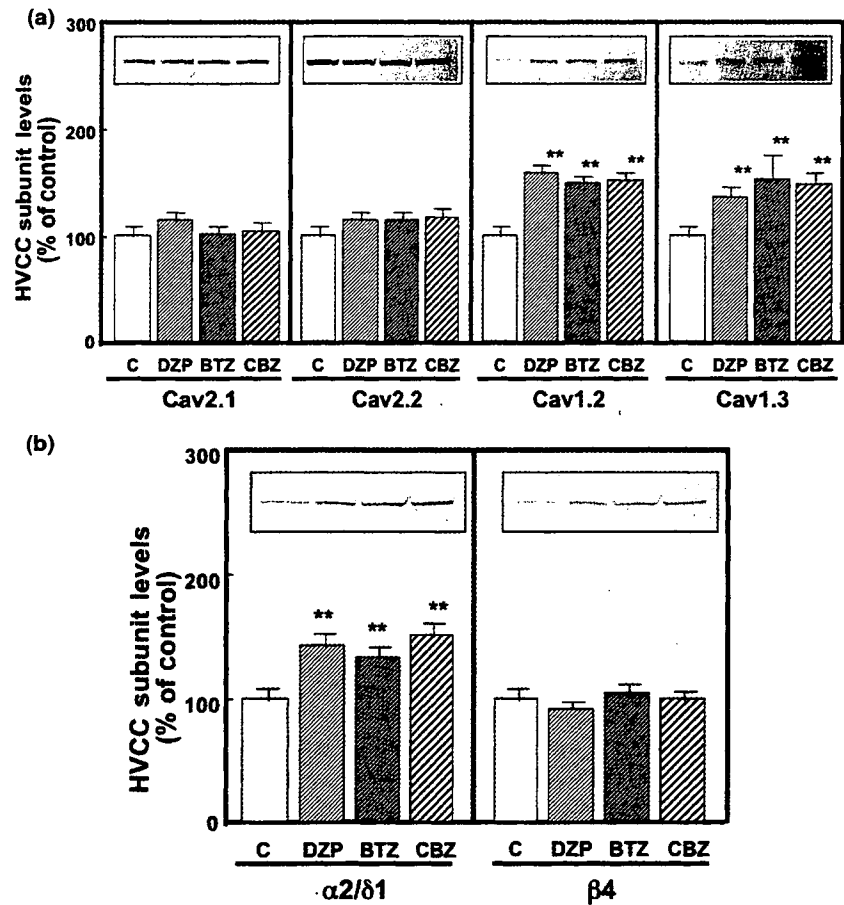 (a)
HVCC subunit levels
(% of control)
300
200
100
0
** ** **
** ** **
C DZP BTZ CBZ C DZP BTZ CBZ C DZP BTZ CBZ C DZP BTZ CBZ
Cav2.1 Cav2.2 Cav1.2 Cav1.3
(b)
HVCC subunit levels
(% of control)
300
200
100
0
** ** **
C DZP BTZ CBZ C DZP BTZ CBZ
α2/δ1 β4